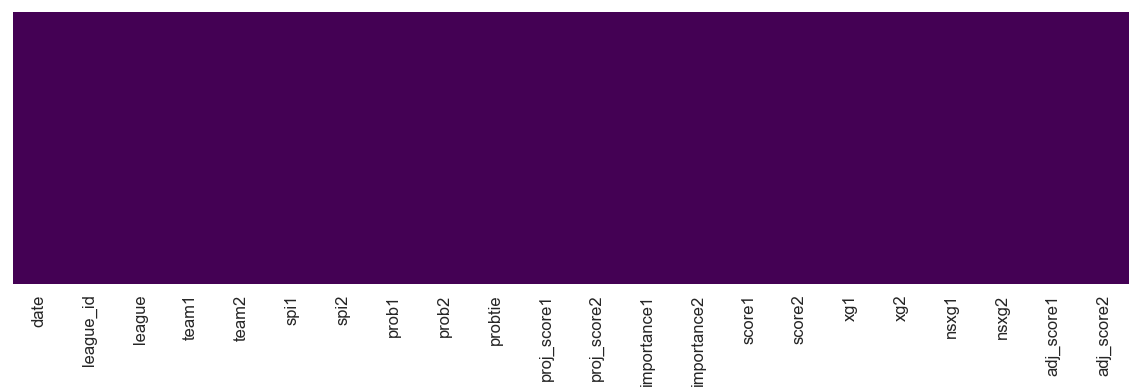 date
league_id
league
team1
team2
spi1
spi2
prob1
prob2
probtie
proj_score1
proj_score2
importance1
importance2
score1
score2
xg1
xg2
nsxg1
nsxg2
adj_score1
adj_score2